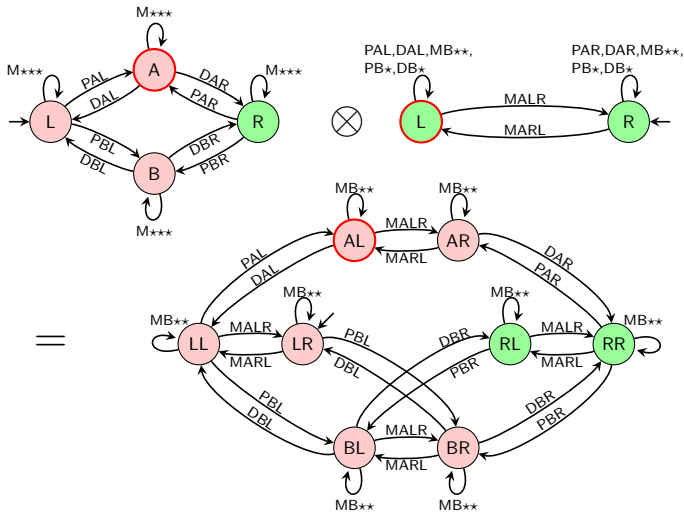 M⋆⋆⋆
M⋆⋆⋆
PAL
DAL
A
DAR
PAR
M⋆⋆⋆
L
R
PBL
DBL
DBR
PBR
B
M⋆⋆⋆
⊗
PAL,DAL,MB⋆⋆,
PB⋆,DB⋆
PAR,DAR,MB⋆⋆,
PB⋆,DB⋆
L
MALR
MARL
R
=
MB⋆⋆
MB⋆⋆
AL
MALR
MARL
AR
PAL
DAL
DAR
PAR
MB⋆⋆
MB⋆⋆
MB⋆⋆
MB⋆⋆
LL
MALR
MARL
LR
PBL
DBL
DBR
PBR
RL
MALR
MARL
RR
PBL
DBL
DBR
PBR
BL
MALR
MARL
BR
MB⋆⋆
MB⋆⋆